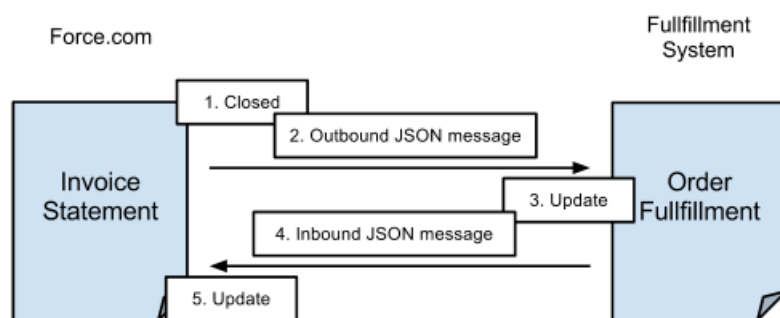 Force.com
Fullfillment
System
1. Closed
2. Outbound JSON message
Invoice
Statement
3. Update
Order
Fullfillment
4. Inbound JSON message
5. Update